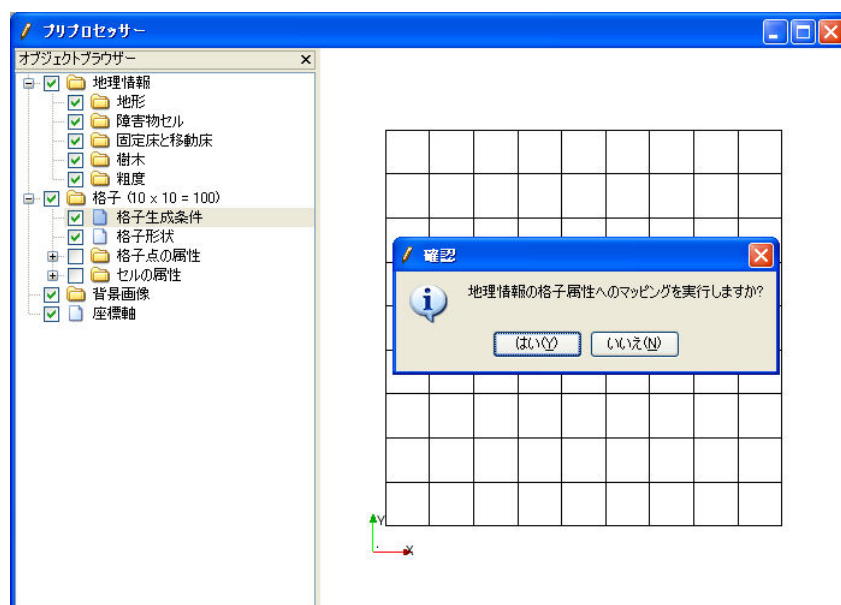 プリプロセッサー
オブジェクトブラウザー
地理情報
地形
障害物セル
固定床と移動床
樹木
粗度
格子 (10 x 10 = 100)
格子生成条件
格子形状
格子点の属性
セルの属性
背景画像
座標軸
確認
地理情報の格子属性へのマッピングを実行しますか?
はい(Y)
いいえ(N)
Y
X